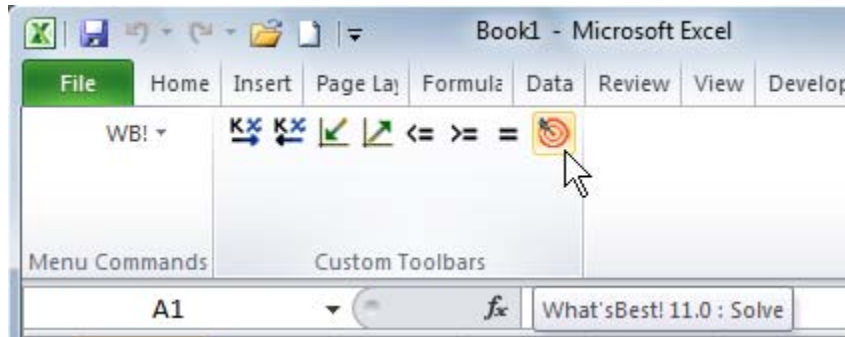 Book1 - Microsoft Excel
File Home Insert Page Lay Formula Data Review View Develop
WB! K× K× <= >= =
Menu Commands Custom Toolbars
A1 fx What'sBest! 11.0 : Solve